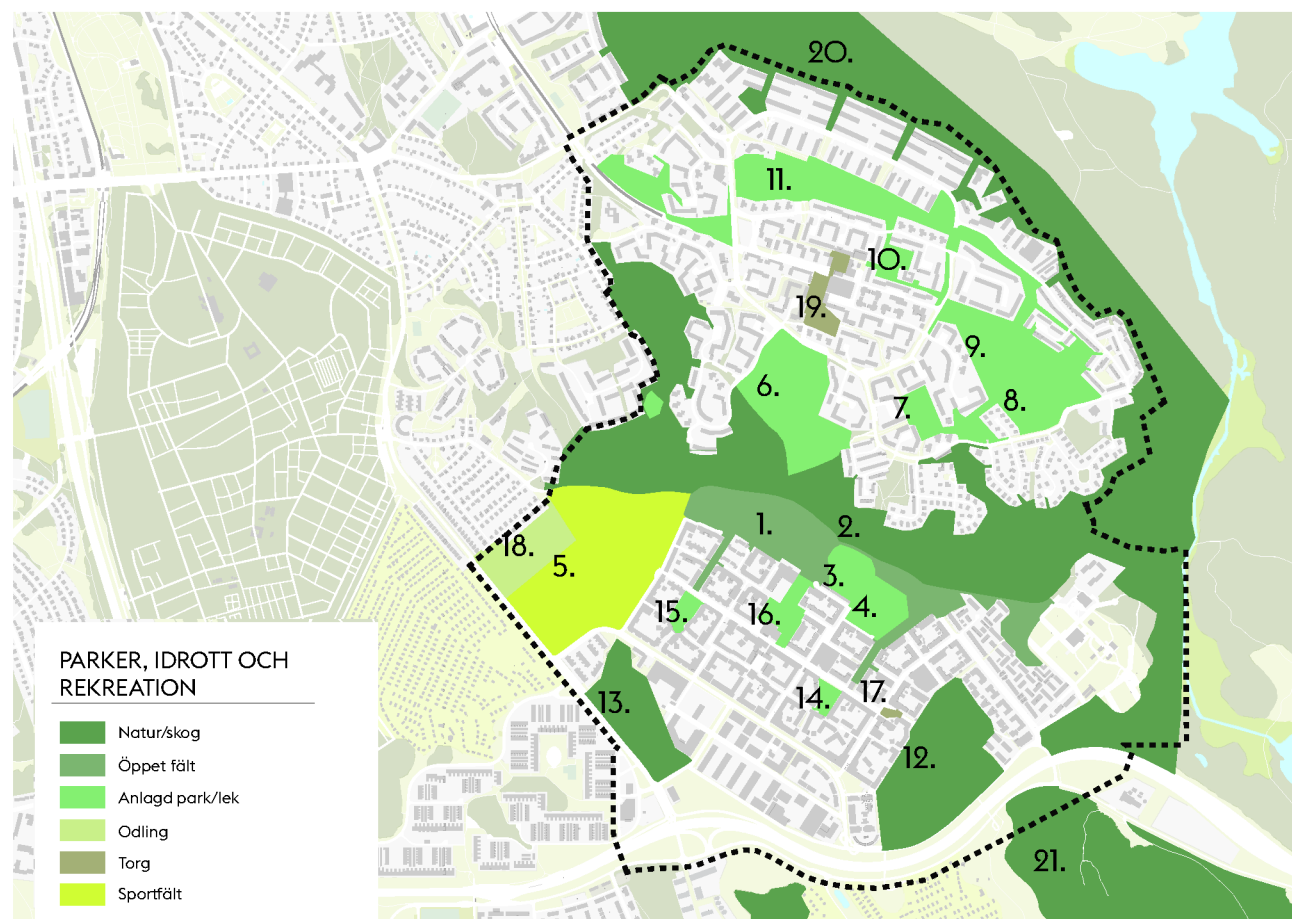 20.
11.
10.
19.
9.
6.
8.
7.
1.
2.
18.
5.
3.
15.
16.
4.
14.
17.
13.
12.
21.
PARKER, IDROTT OCH
REKREATION
Natur/skog
Öppet fält
Anlagd park/lek
Odling
Torg
Sportfält